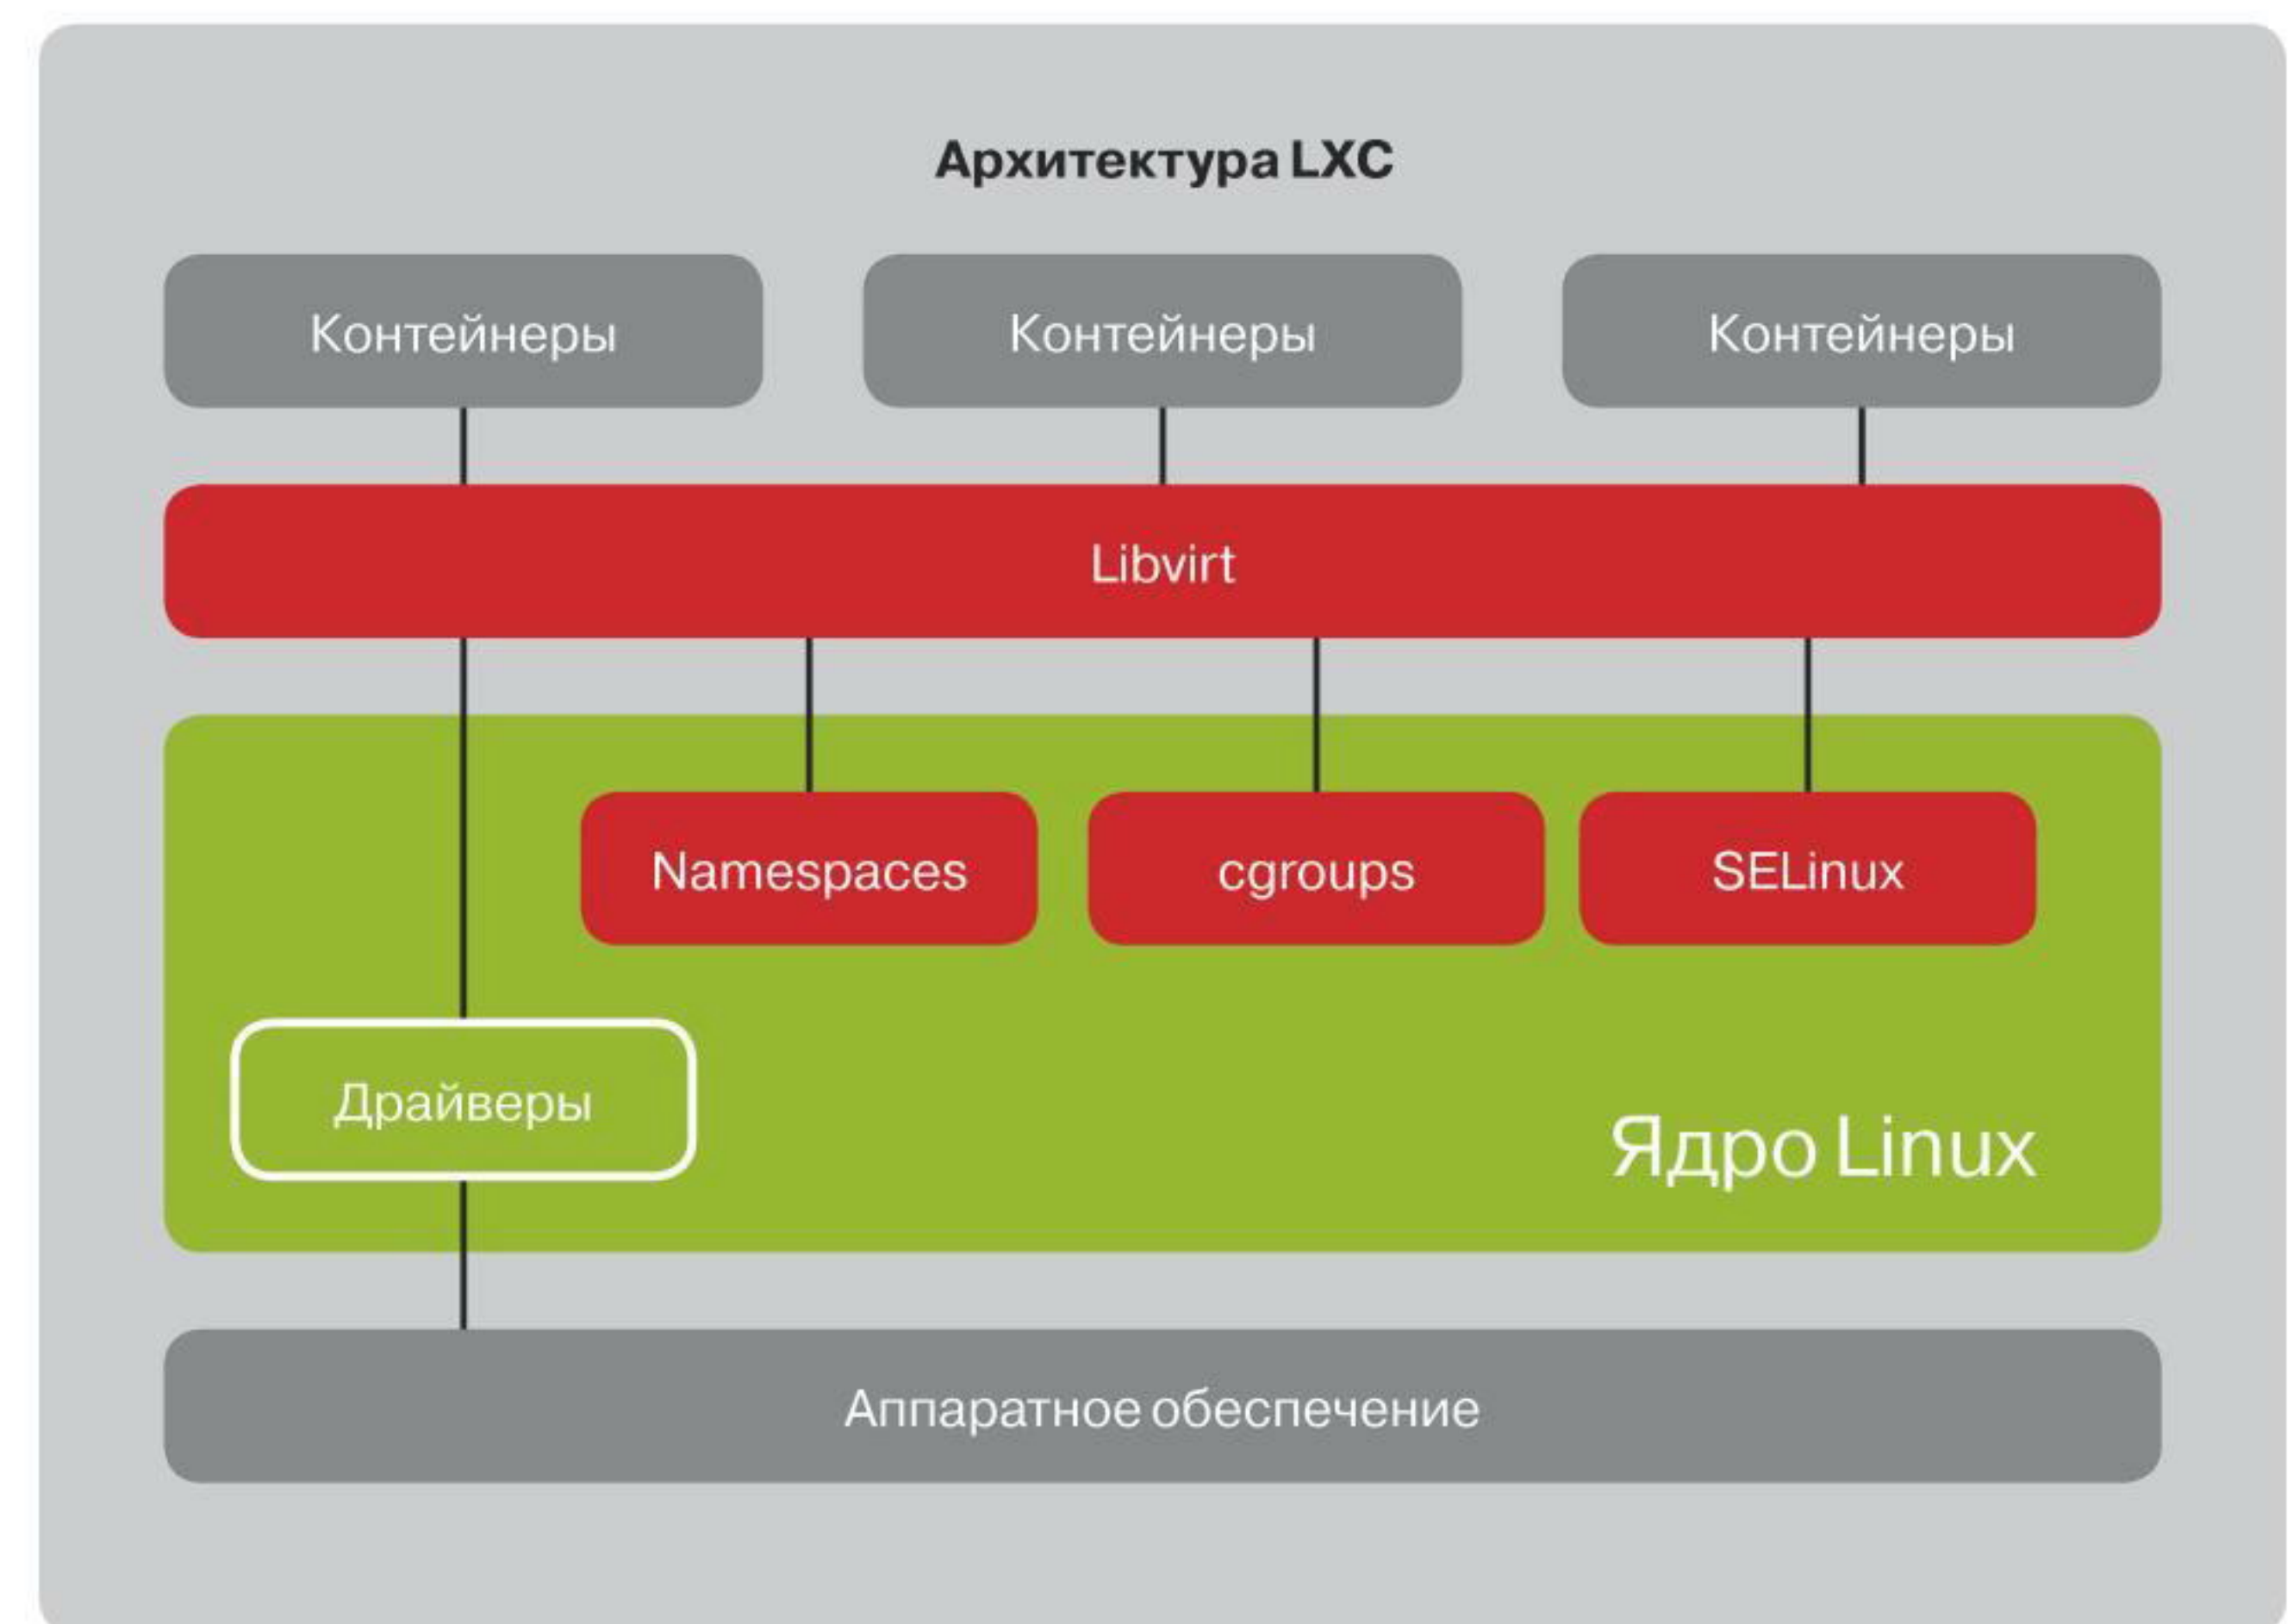 Архитектура LXC
Контейнеры
Контейнеры
Контейнеры
Libvirt
Namespaces
cgroups
SELinux
Драйверы
Ядро Linux
Аппаратное обеспечение